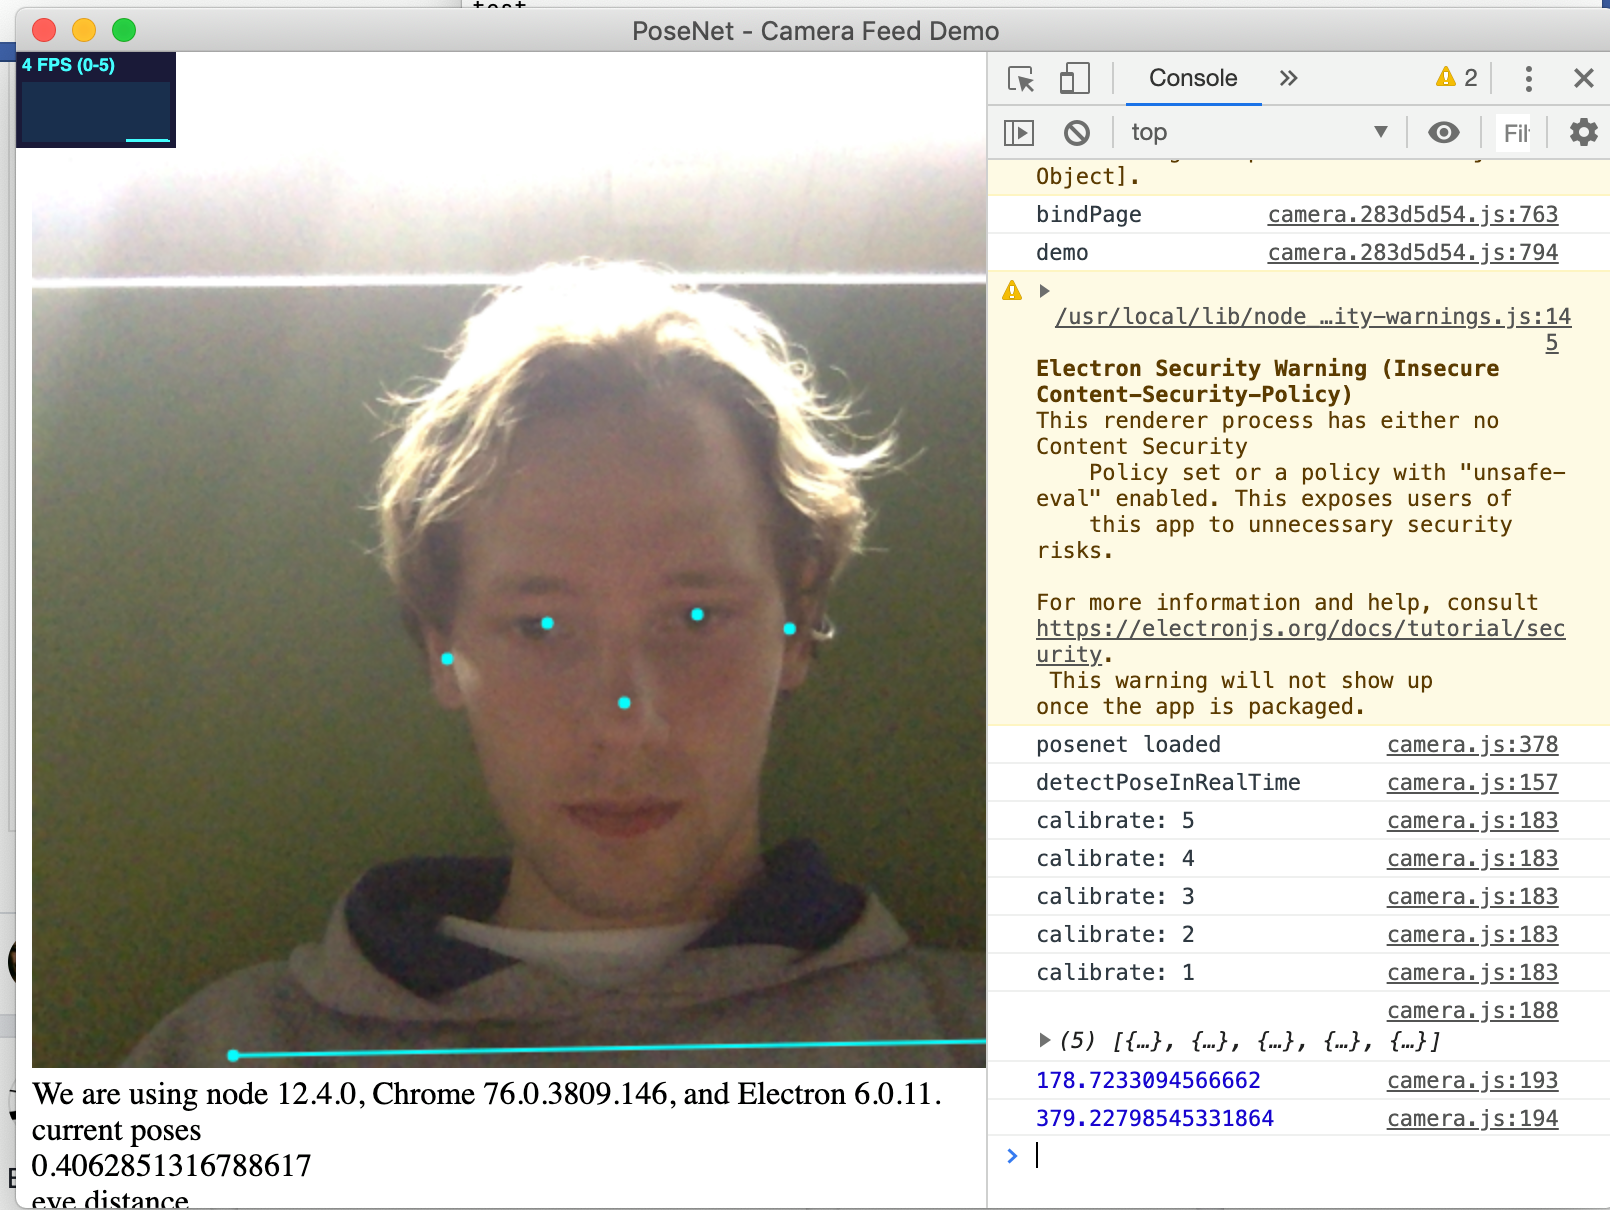 test
PoseNet - Camera Feed Demo
4 FPS (0-5)
Console
2
top
Fil
Object].
bindPage camera.283d5d54.js:763
demo camera.283d5d54.js:794
/usr/local/lib/node_…ity-warnings.js:14
5
Electron Security Warning (Insecure
Content-Security-Policy)
This renderer process has either no
Content Security
Policy set or a policy with "unsafe-
eval" enabled. This exposes users of
this app to unnecessary security
risks.
For more information and help, consult
https://electronjs.org/docs/tutorial/sec
urity.
This warning will not show up
once the app is packaged.
posenet loaded camera.js:378
detectPoseInRealTime camera.js:157
calibrate: 5 camera.js:183
calibrate: 4 camera.js:183
calibrate: 3 camera.js:183
calibrate: 2 camera.js:183
calibrate: 1 camera.js:183
camera.js:188
(5) [{…}, {…}, {…}, {…}, {…}]
178.7233094566662 camera.js:193
379.22798545331864 camera.js:194
We are using node 12.4.0, Chrome 76.0.3809.146, and Electron 6.0.11.
current poses
0.4062851316788617
eye distance